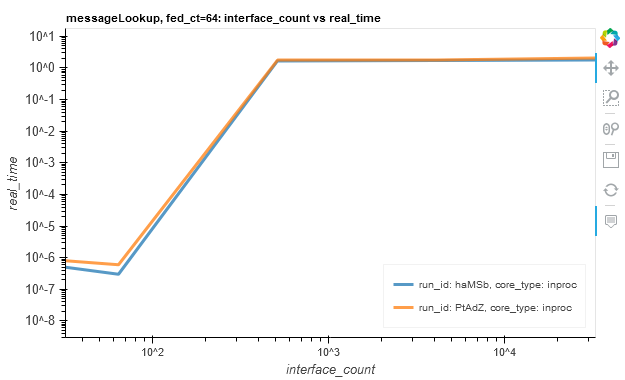 messageLookup, fed_ct=64: interface_count vs real_time
10^1
10^0
10^-1
10^-2
10^-3
10^-4
10^-5
10^-6
10^-7
10^-8
real_time
run_id: haMSb, core_type: inproc
run_id: PtAdZ, core_type: inproc
10^2
10^3
10^4
interface_count